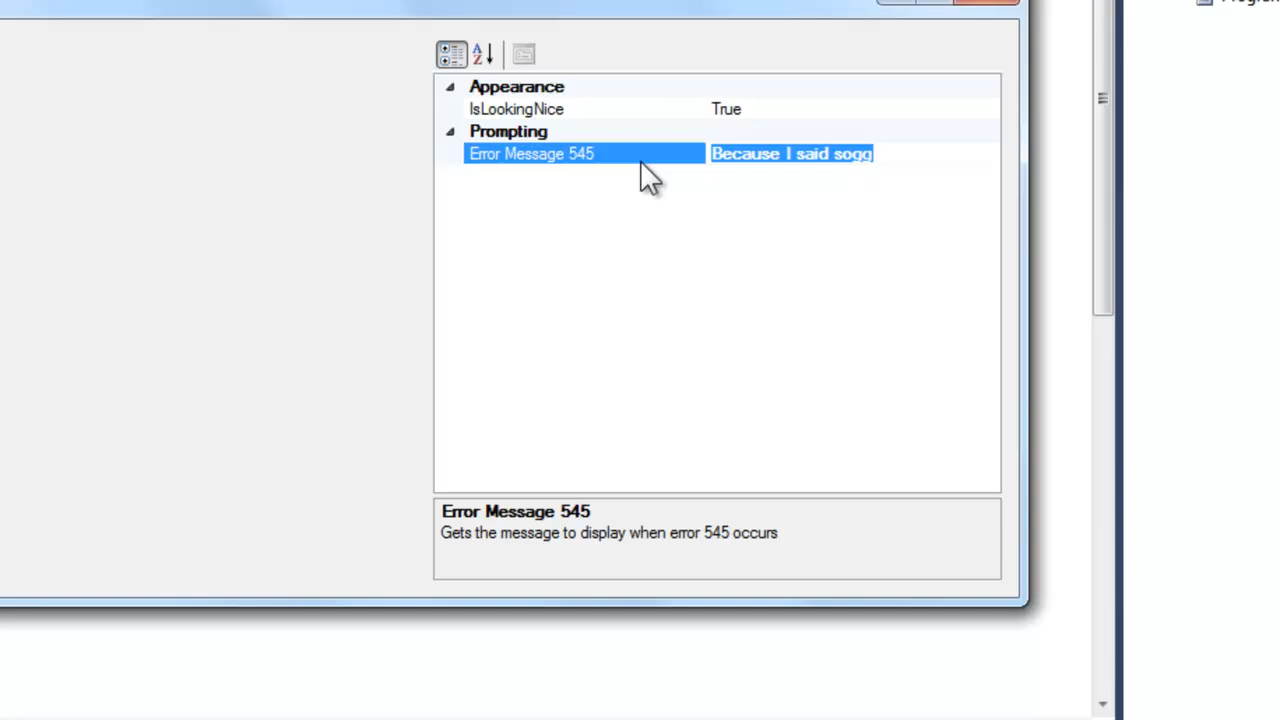 Appearance
IsLookingNice True
Prompting
Error Message 545 Because I said sogg
Error Message 545
Gets the message to display when error 545 occurs